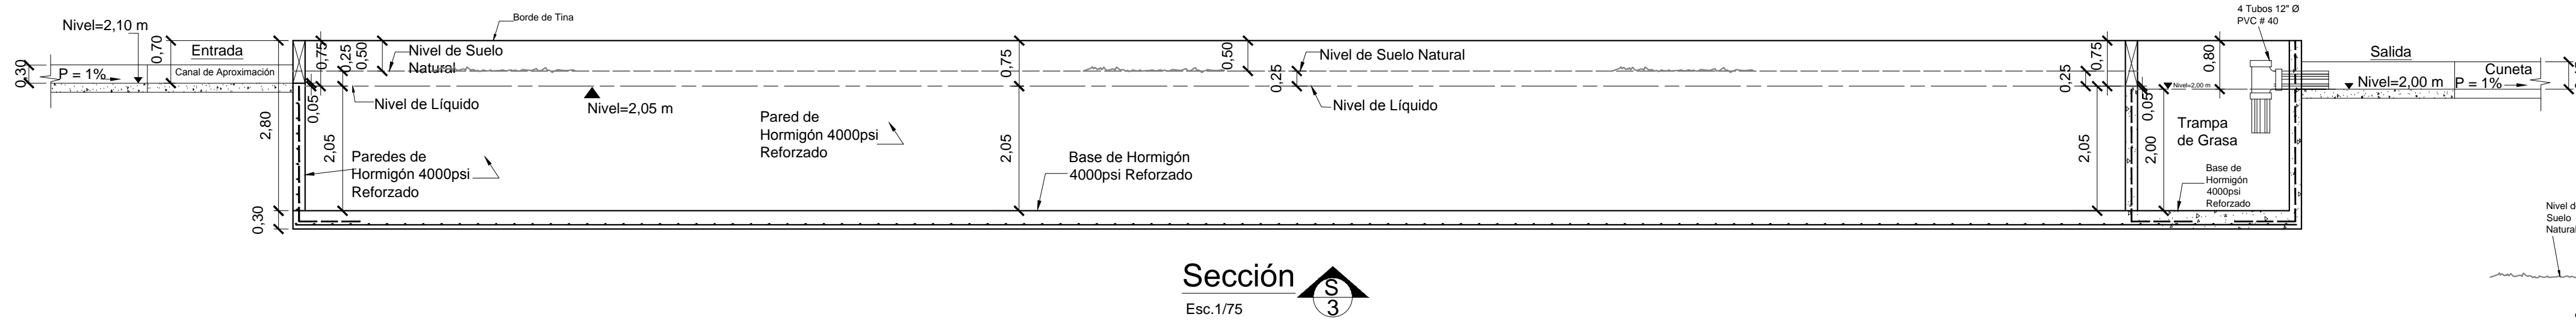 Nivel=2,10 m
0,30
P = 1%
0,70
Entrada
Canal de Aproximación
2,80
0,30
Borde de Tina
0,75
0,25
0,50
Nivel de Suelo
Natural
0,05
Nivel de Líquido
2,05
Paredes de
Hormigón 4000psi
Reforzado
Nivel=2,05 m
Pared de
Hormigón 4000psi
Reforzado
0,75
2,05
Base de Hormigón
4000psi Reforzado
0,50
0,25
Nivel de Suelo Natural
Nivel de Líquido
0,75
0,25
2,05
Nivel=2,00 m
0,05
2,00
0,80
Trampa
de Grasa
Base de
Hormigón
4000psi
Reforzado
4 Tubos 12" Ø
PVC # 40
Salida
Nivel=2,00 m
Cuneta
P = 1%
Suelo
Natural
Sección
Esc.1/75
S
3